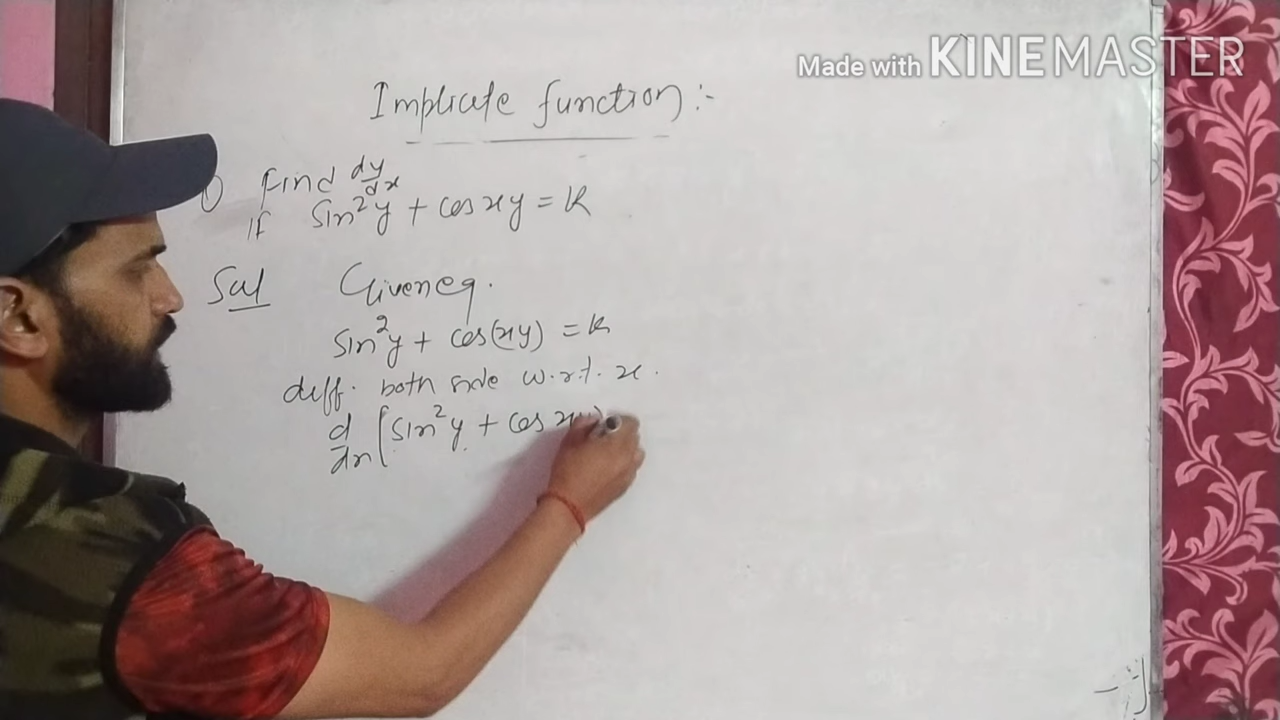 Made with KINEMASTER
Implicate function :-
1) Find dy/dx
If sin²y + cos xy = k
Sol Given eq.
sin²y + cos(xy) = k
diff. both side w.r.t. x.
d/dx [sin²y + cos xy)